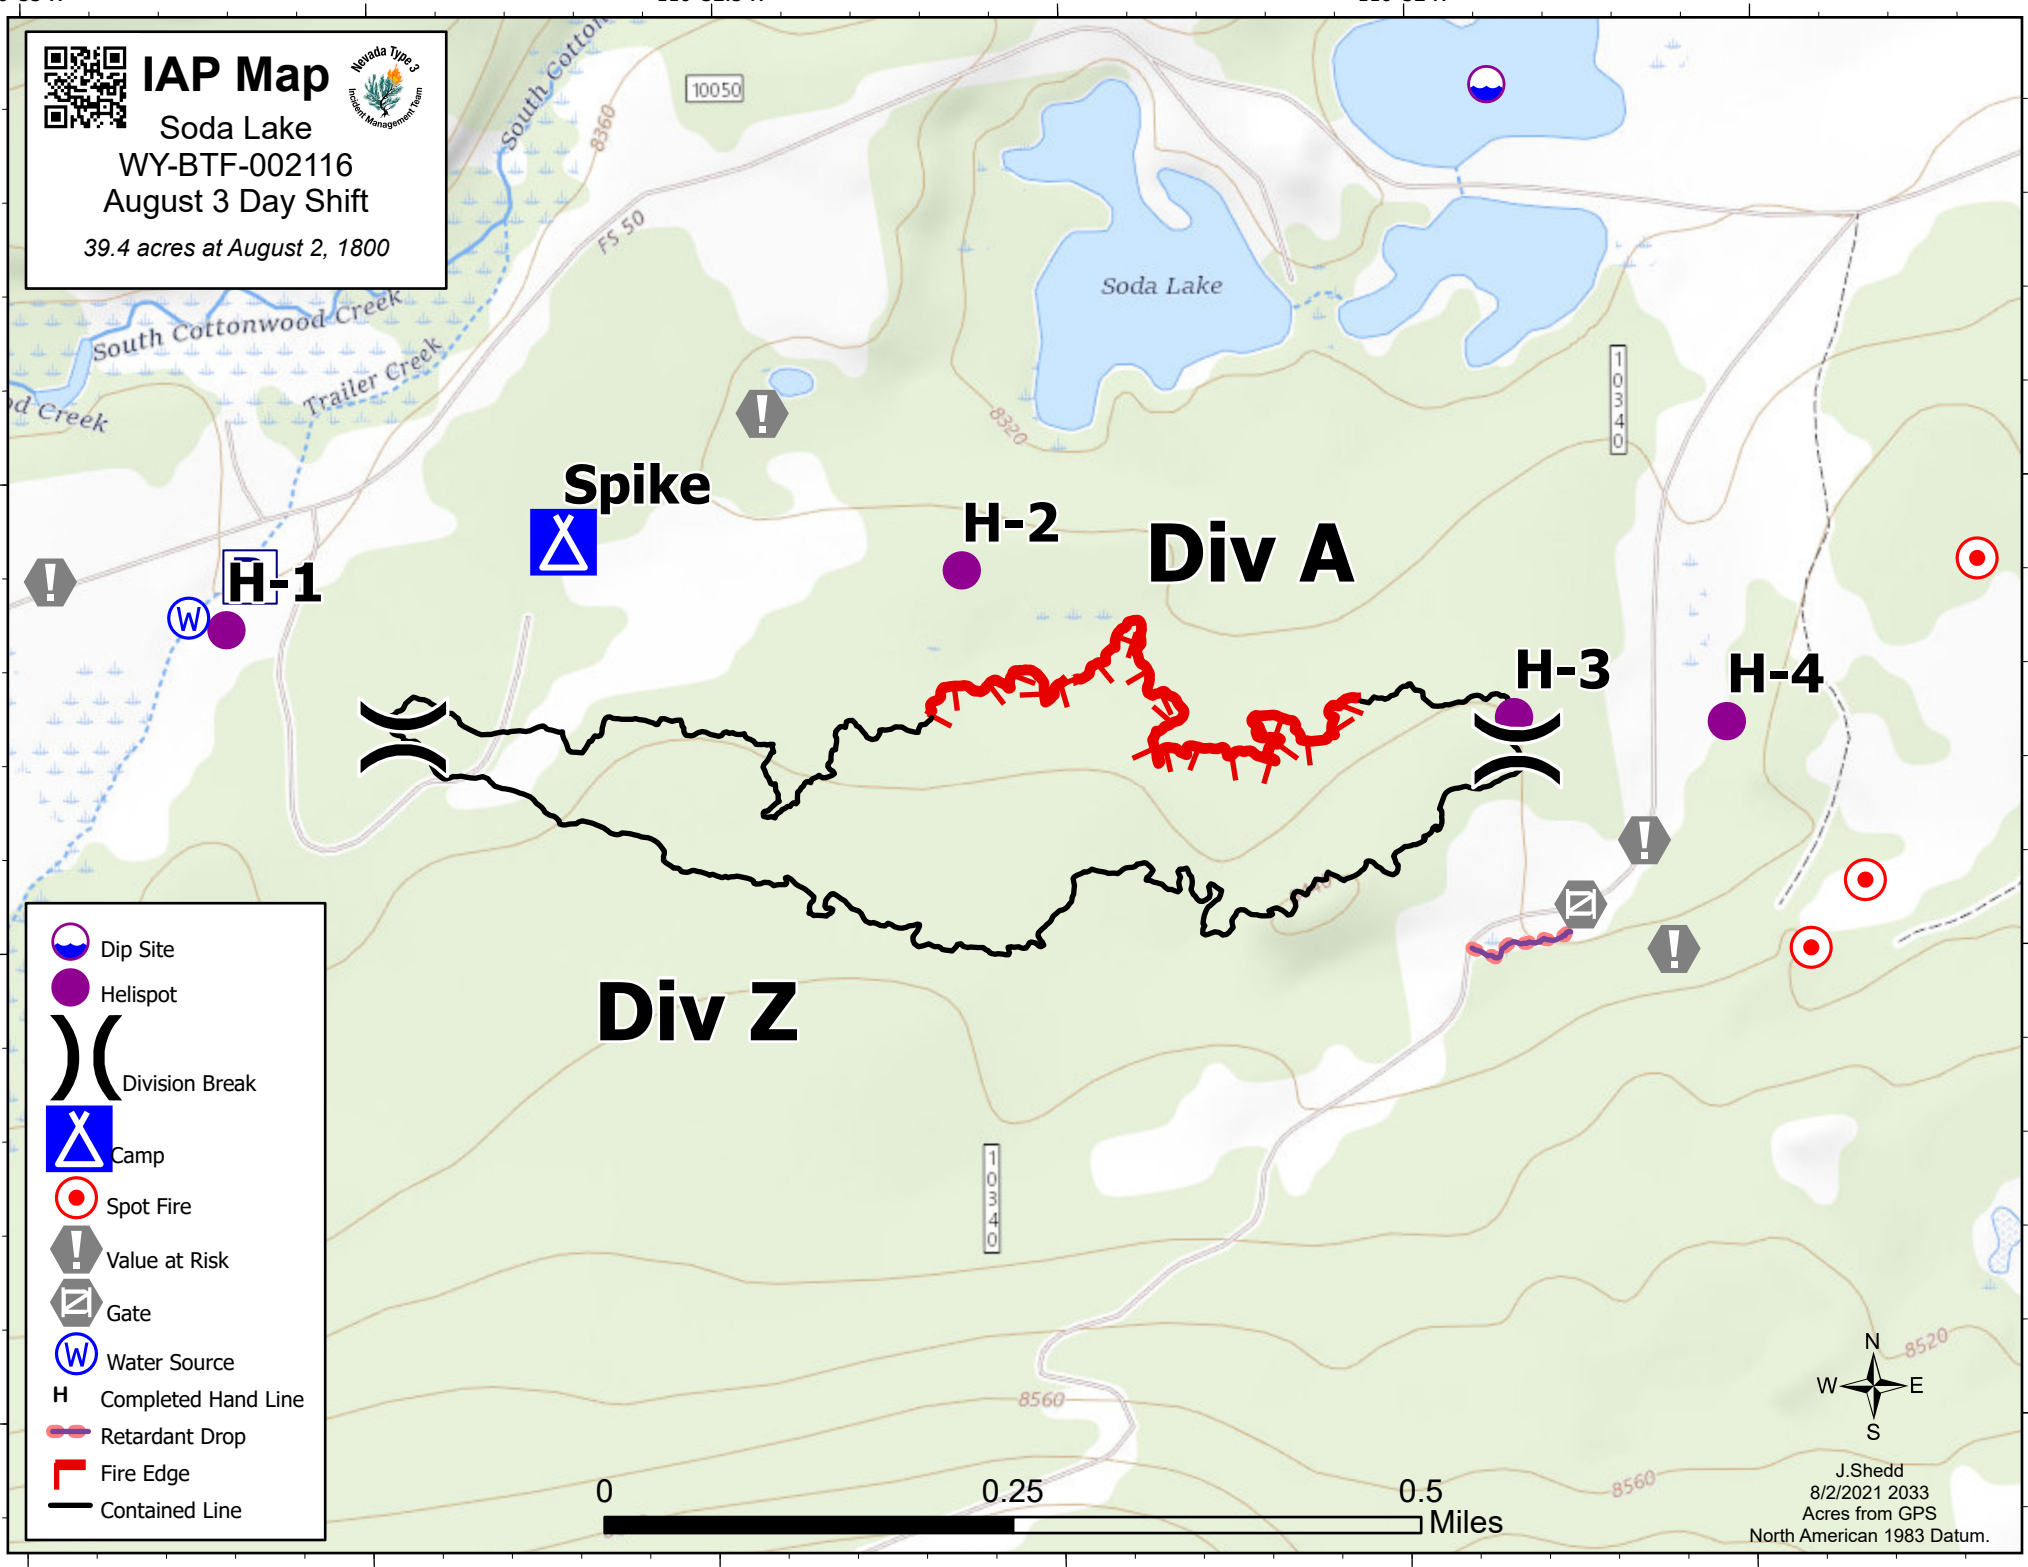 IAP Map
Nevada Type 3
Incident Management Team
Soda Lake
WY-BTF-002116
August 3 Day Shift
39.4 acres at August 2, 1800
South Cotton
8360
10050
FS 50
South Cottonwood Creek
Trailer Creek
od Creek
Soda Lake
8320
10340
Spike
H-2
Div A
H-1
W
H-3
H-4
Div Z
10340
8560
8520
8560
Dip Site
Helispot
Division Break
Camp
Spot Fire
Value at Risk
Gate
W Water Source
H Completed Hand Line
Retardant Drop
Fire Edge
Contained Line
0 0.25 0.5
Miles
N
W E
S
J.Shedd
8/2/2021 2033
Acres from GPS
North American 1983 Datum.